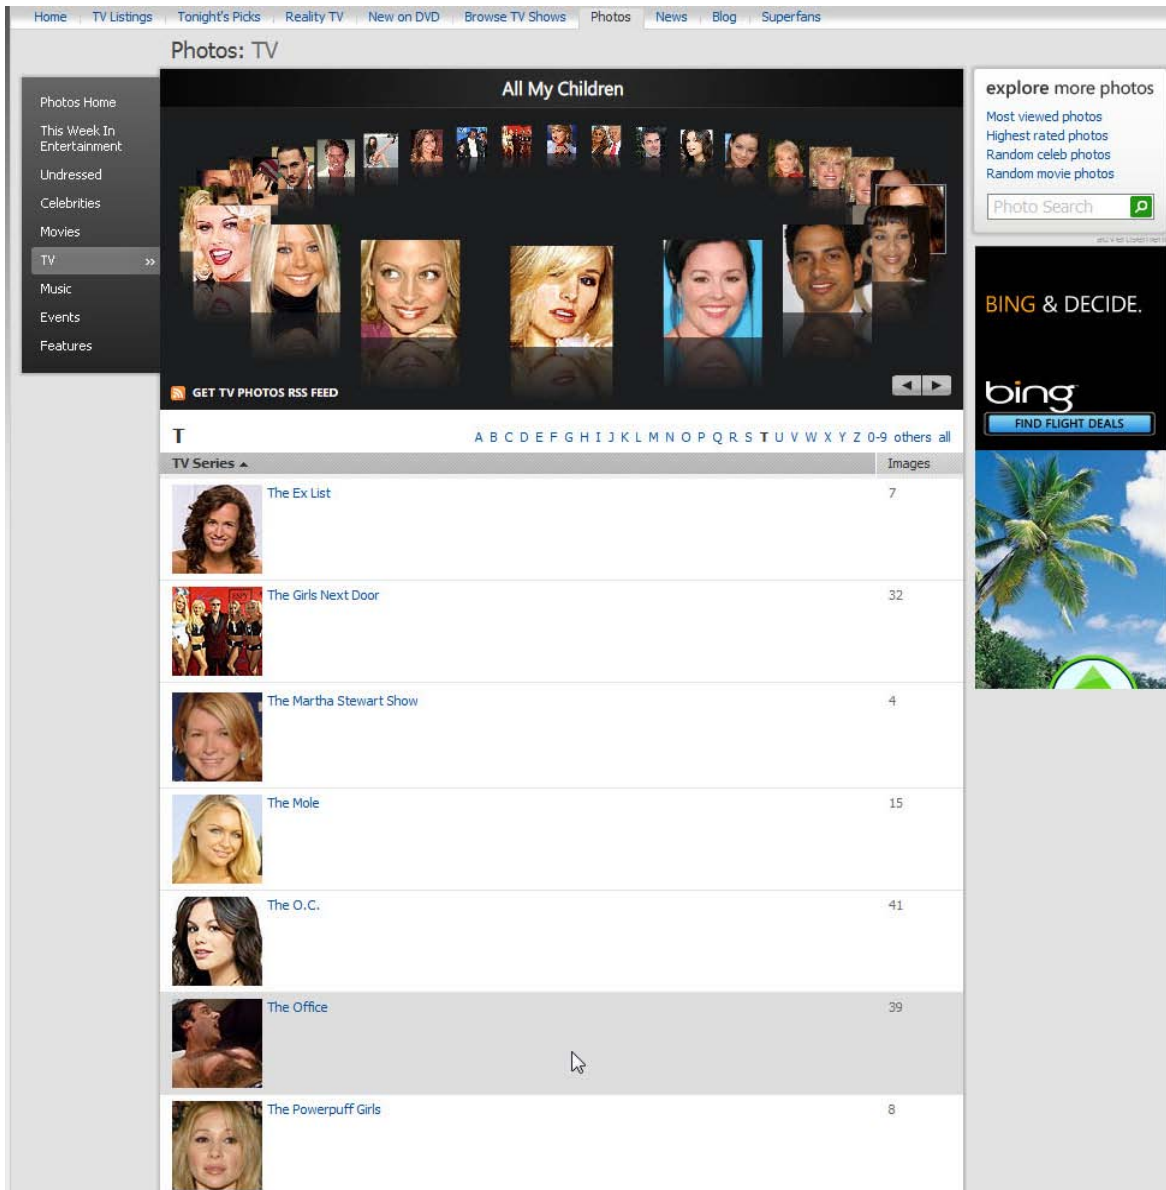 Home TV Listings Tonight's Picks Reality TV New on DVD Browse TV Shows Photos News Blog Superfans
Photos: TV
Photos Home
This Week In
Entertainment
Undressed
Celebrities
Movies
TV »
Music
Events
Features
All My Children
GET TV PHOTOS RSS FEED
explore more photos
Most viewed photos
Highest rated photos
Random celeb photos
Random movie photos
Photo Search
advertisement
BING & DECIDE.
bing™
FIND FLIGHT DEALS
T
A B C D E F G H I J K L M N O P Q R S T U V W X Y Z 0-9 others all
TV Series Images
The Ex List 7
The Girls Next Door 32
The Martha Stewart Show 4
The Mole 15
The O.C. 41
The Office 39
The Powerpuff Girls 8